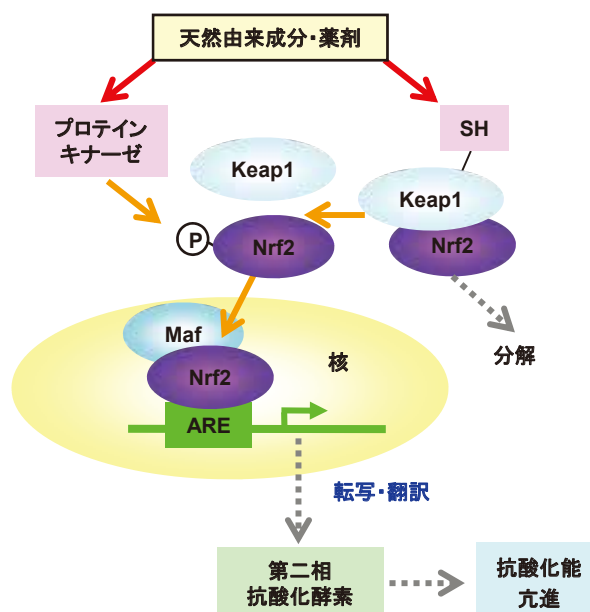 天然由来成分・薬剤
プロテイン
キナーゼ
SH
Keap1
Keap1
P
Nrf2
Nrf2
Maf
核
分解
Nrf2
ARE
転写・翻訳
第二相
抗酸化酵素
抗酸化能
亢進